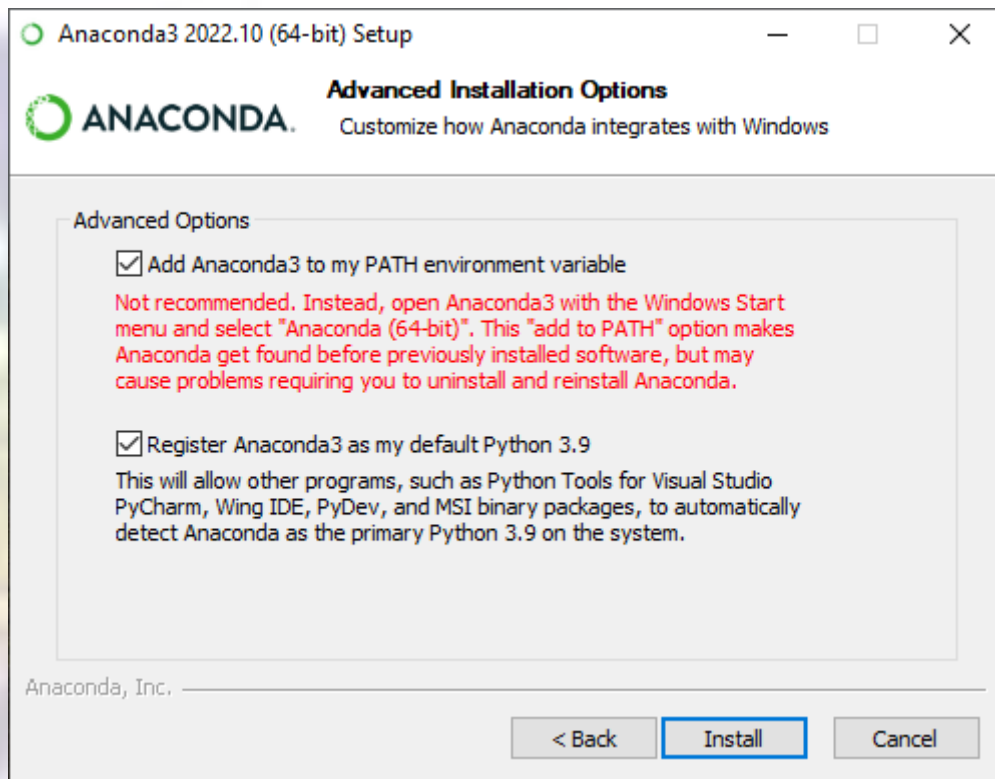 Anaconda3 2022.10 (64-bit) Setup
ANACONDA.
Advanced Installation Options
Customize how Anaconda integrates with Windows
Advanced Options
Add Anaconda3 to my PATH environment variable
Not recommended. Instead, open Anaconda3 with the Windows Start
menu and select "Anaconda (64-bit)". This "add to PATH" option makes
Anaconda get found before previously installed software, but may
cause problems requiring you to uninstall and reinstall Anaconda.
Register Anaconda3 as my default Python 3.9
This will allow other programs, such as Python Tools for Visual Studio
PyCharm, Wing IDE, PyDev, and MSI binary packages, to automatically
detect Anaconda as the primary Python 3.9 on the system.
Anaconda, Inc.
< Back
Install
Cancel